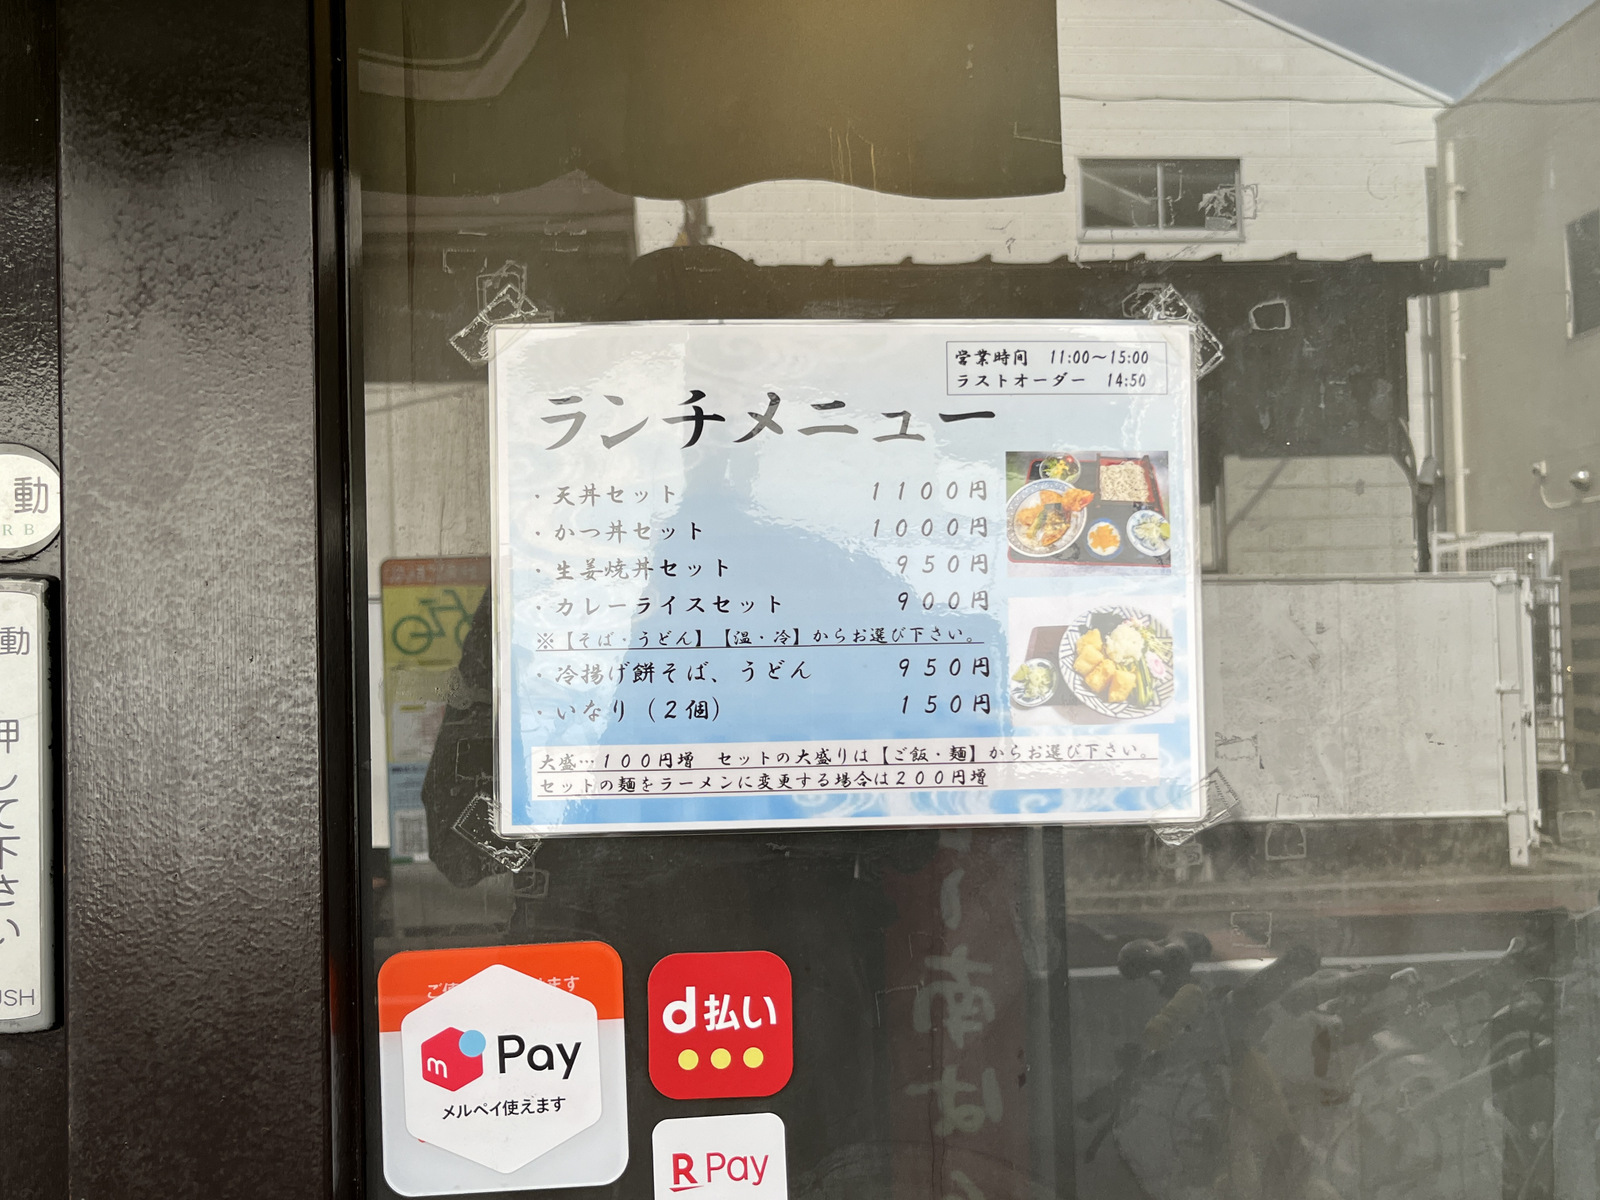 営業時間 11:00～15:00
ラストオーダー 14:50
ランチメニュー
・天丼セット 1100円
・かつ丼セット 1000円
・生姜焼丼セット 950円
・カレーライスセット 900円
※【そば・うどん】【温・冷】からお選び下さい。
・冷揚げ餅そば、うどん 950円
・いなり（2個） 150円
大盛…100円増 セットの大盛りは【ご飯・麺】からお選び下さい。
セットの麺をラーメンに変更する場合は200円増
動
RB
動
押して下さい
USH
m Pay
メルペイ使えます
d払い
R Pay